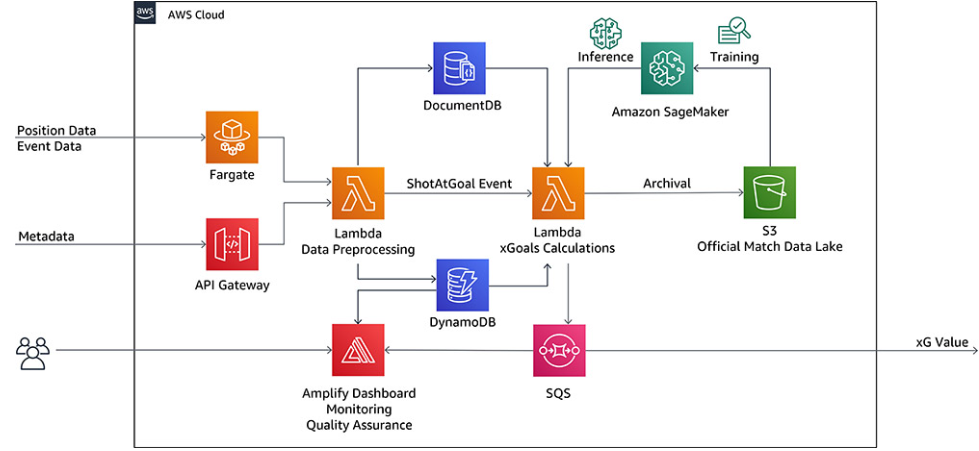 aws
AWS Cloud
Inference
Training
DocumentDB
Amazon SageMaker
Position Data
Event Data
Fargate
ShotAtGoal Event
Archival
Metadata
Lambda
Data Preprocessing
Lambda
xGoals Calculations
S3
Official Match Data Lake
API Gateway
DynamoDB
xG Value
Amplify Dashboard
Monitoring
Quality Assurance
SQS